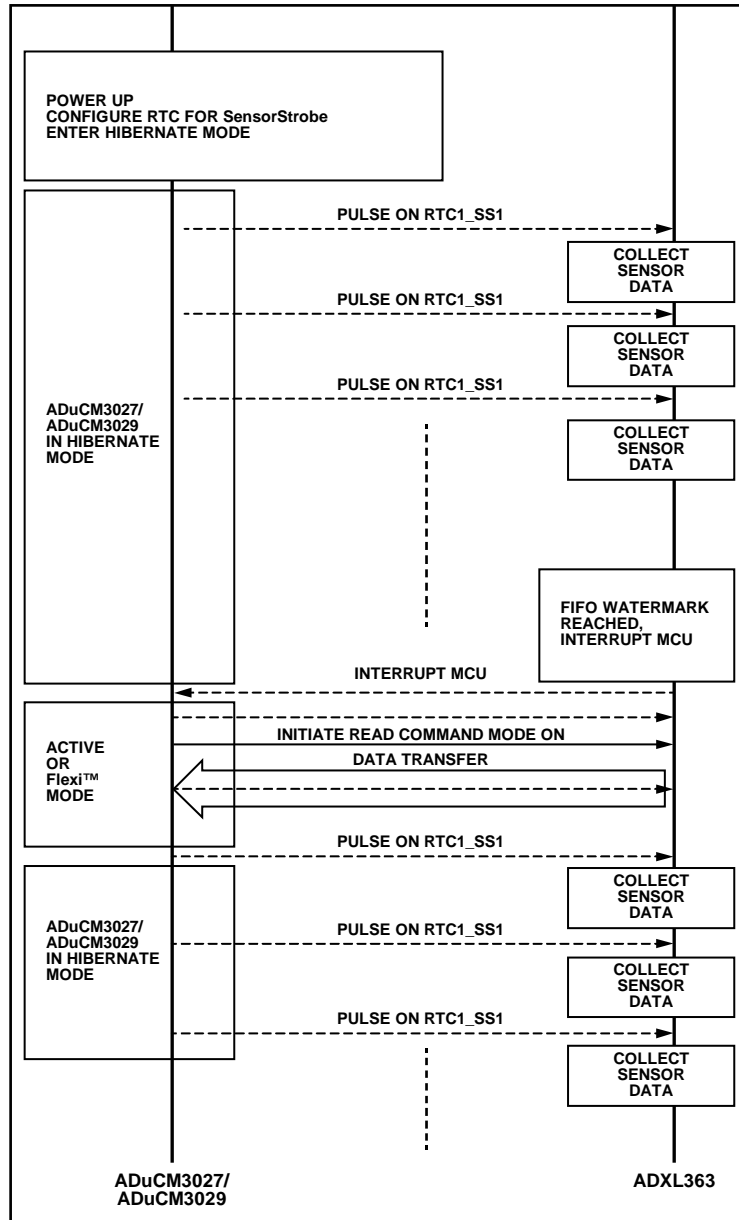 POWER UP
CONFIGURE RTC FOR SensorStrobe
ENTER HIBERNATE MODE
PULSE ON RTC1_SS1
COLLECT
SENSOR
DATA
PULSE ON RTC1_SS1
COLLECT
SENSOR
DATA
PULSE ON RTC1_SS1
ADuCM3027/
ADuCM3029
IN HIBERNATE
MODE
COLLECT
SENSOR
DATA
FIFO WATERMARK
REACHED,
INTERRUPT MCU
INTERRUPT MCU
INITIATE READ COMMAND MODE ON
ACTIVE
OR
Flexi™
MODE
DATA TRANSFER
PULSE ON RTC1_SS1
COLLECT
SENSOR
DATA
ADuCM3027/
ADuCM3029
IN HIBERNATE
MODE
PULSE ON RTC1_SS1
COLLECT
SENSOR
DATA
PULSE ON RTC1_SS1
COLLECT
SENSOR
DATA
ADuCM3027/
ADuCM3029
ADXL363